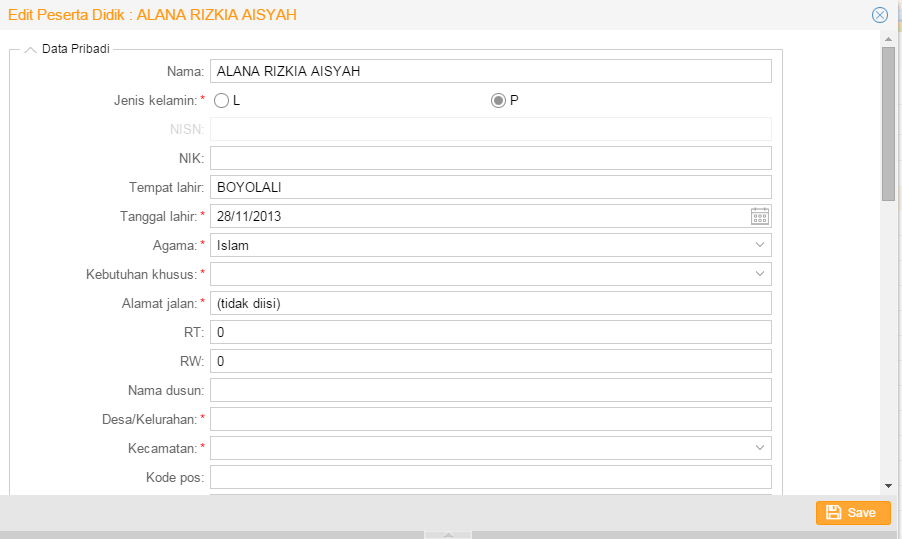 Edit Peserta Didik : ALANA RIZKIA AISYAH
Data Pribadi
Nama: ALANA RIZKIA AISYAH
Jenis kelamin:* L P
NISN:
NIK:
Tempat lahir: BOYOLALI
Tanggal lahir:* 28/11/2013
Agama:* Islam
Kebutuhan khusus:*
Alamat jalan:* (tidak diisi)
RT: 0
RW: 0
Nama dusun:
Desa/Kelurahan:*
Kecamatan:*
Kode pos:
Save